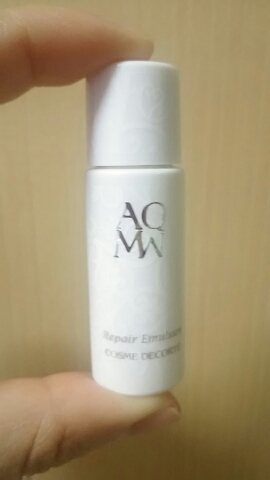 AQ
MW
Repair Emulsion
COSME DECORTE